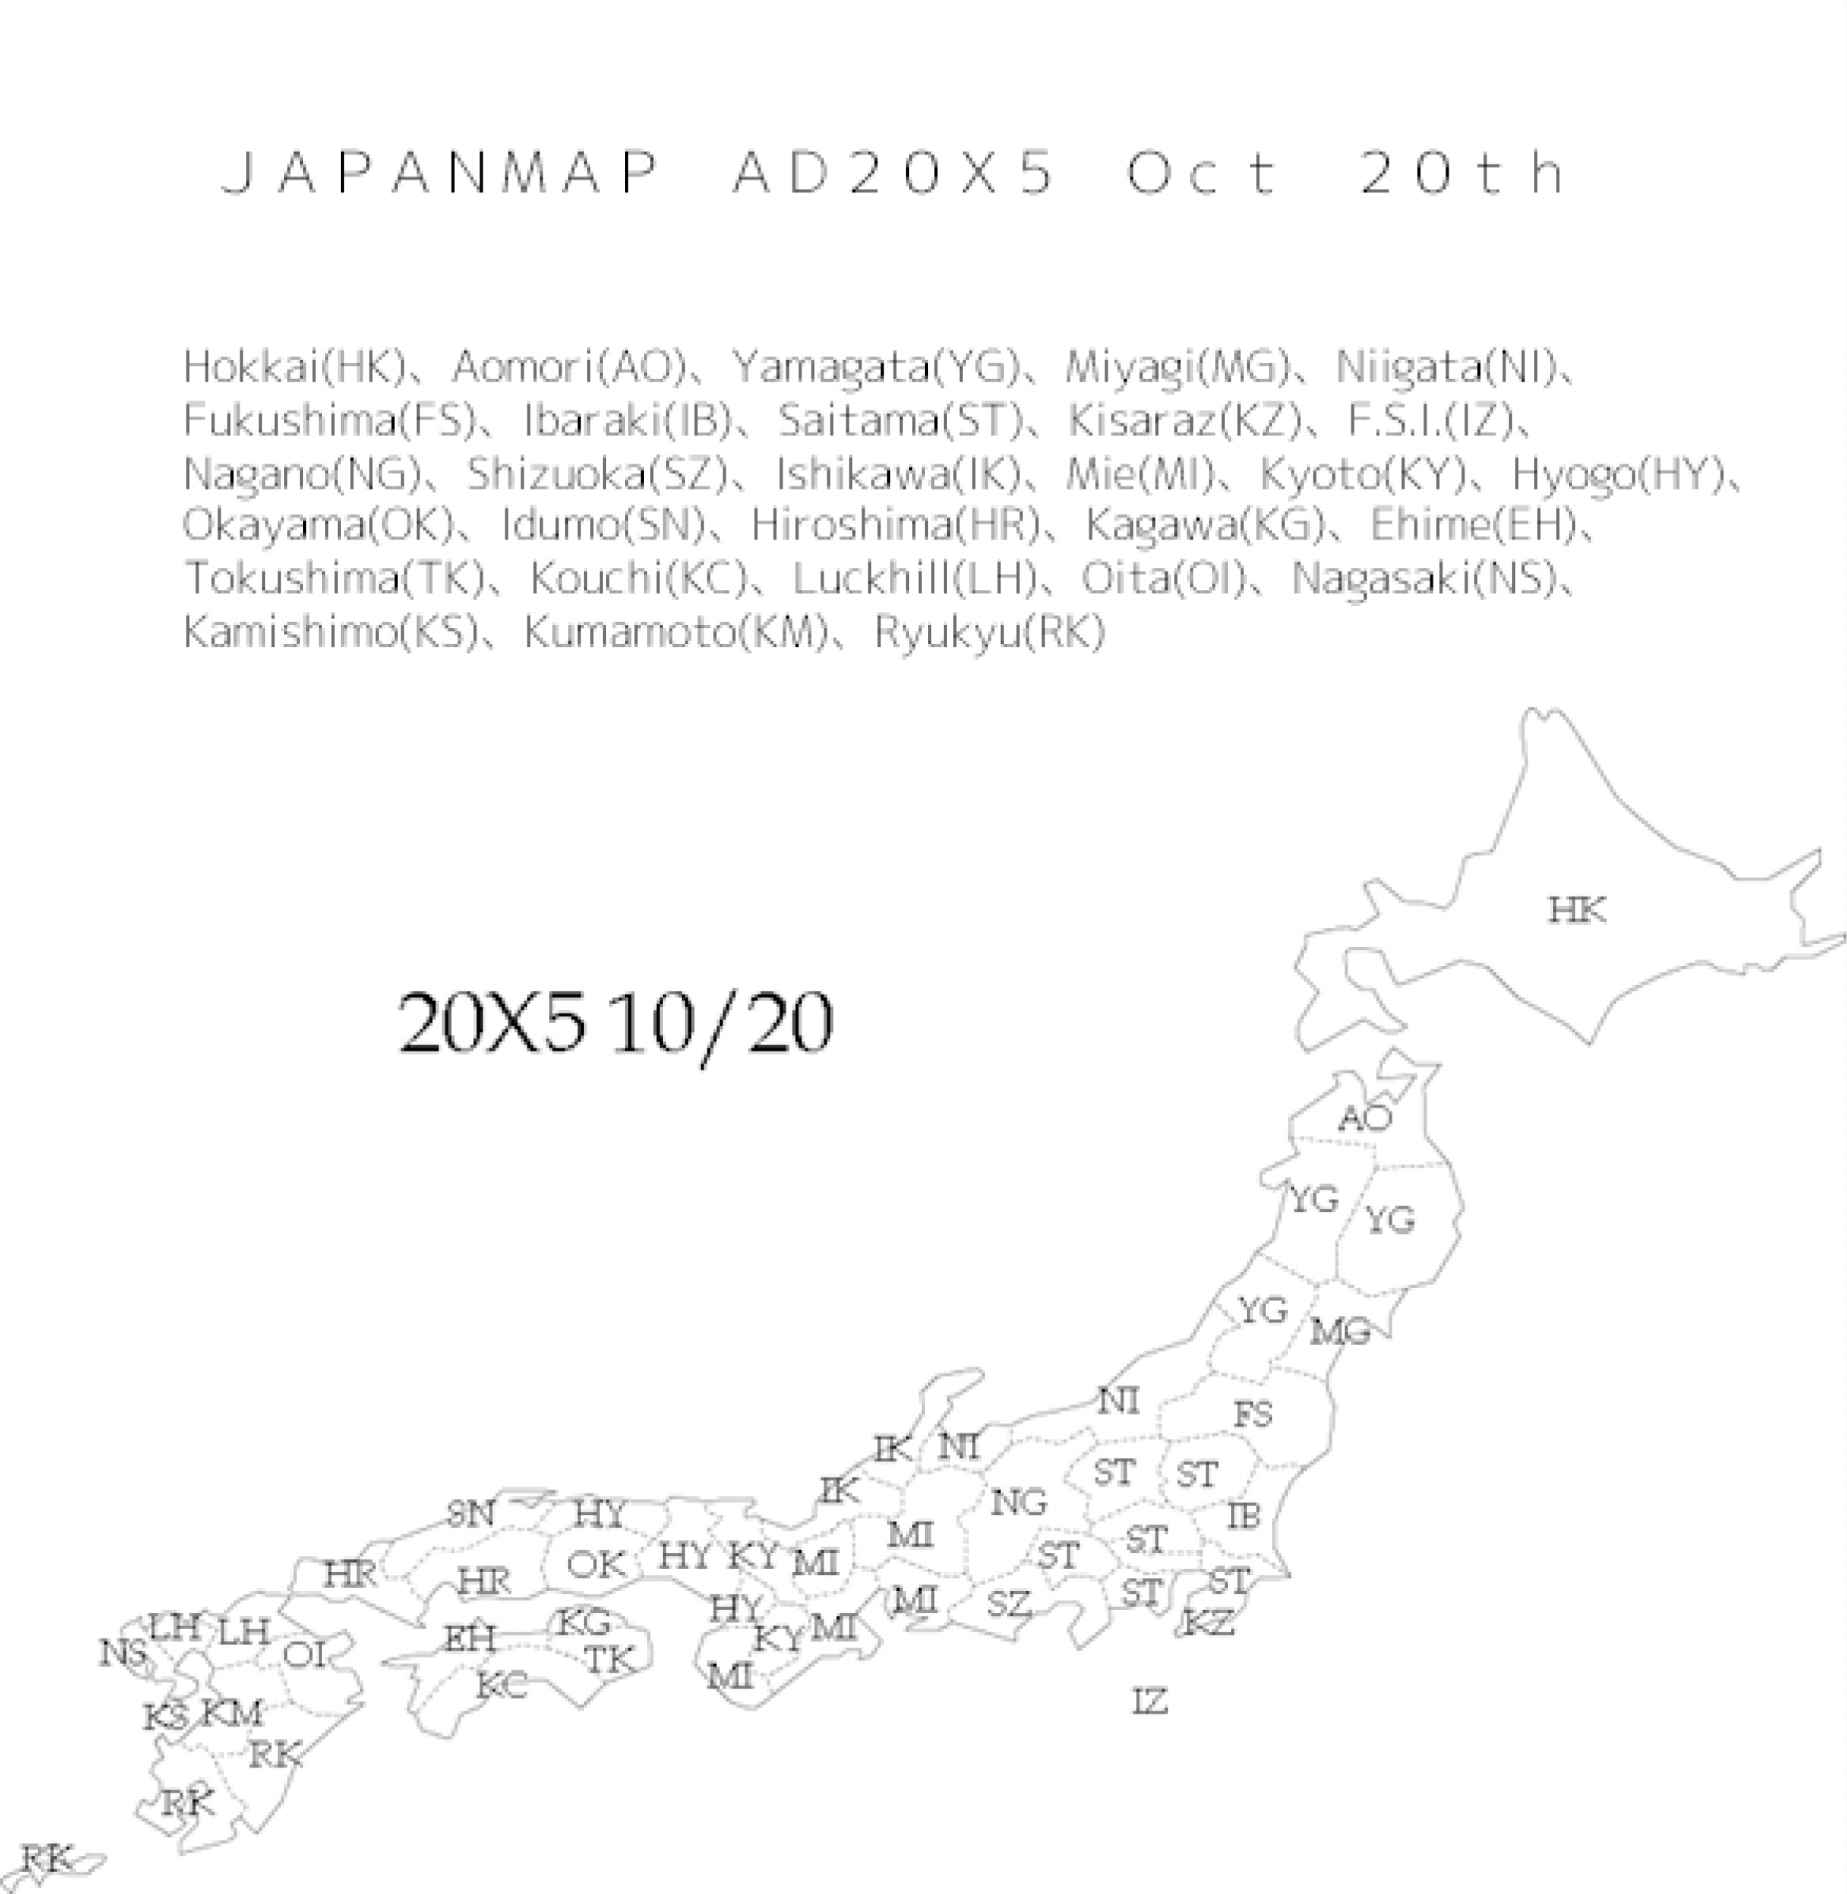 JAPANMAP AD20X5 Oct 20th
Hokkai(HK)、Aomori(AO)、Yamagata(YG)、Miyagi(MG)、Niigata(NI)、
Fukushima(FS)、Ibaraki(IB)、Saitama(ST)、Kisaraz(KZ)、F.S.I.(IZ)、
Nagano(NG)、Shizuoka(SZ)、Ishikawa(IK)、Mie(MI)、Kyoto(KY)、Hyogo(HY)、
Okayama(OK)、Idumo(SN)、Hiroshima(HR)、Kagawa(KG)、Ehime(EH)、
Tokushima(TK)、Kouchi(KC)、Luckhill(LH)、Oita(OI)、Nagasaki(NS)、
Kamishimo(KS)、Kumamoto(KM)、Ryukyu(RK)
HK
20X5 10/20
AO
YG
YG
YG
MG
NI
FS
IK
NI
ST
ST
IK
NG
SN
HY
IB
MI
ST
HR
HR
OK
HY
KY
MI
ST
MI
SZ
ST
ST
HY
KZ
LH
LH
KG
EH
KY
MI
NS
OI
TK
MI
KC
IZ
KS
KM
RK
RK
RK